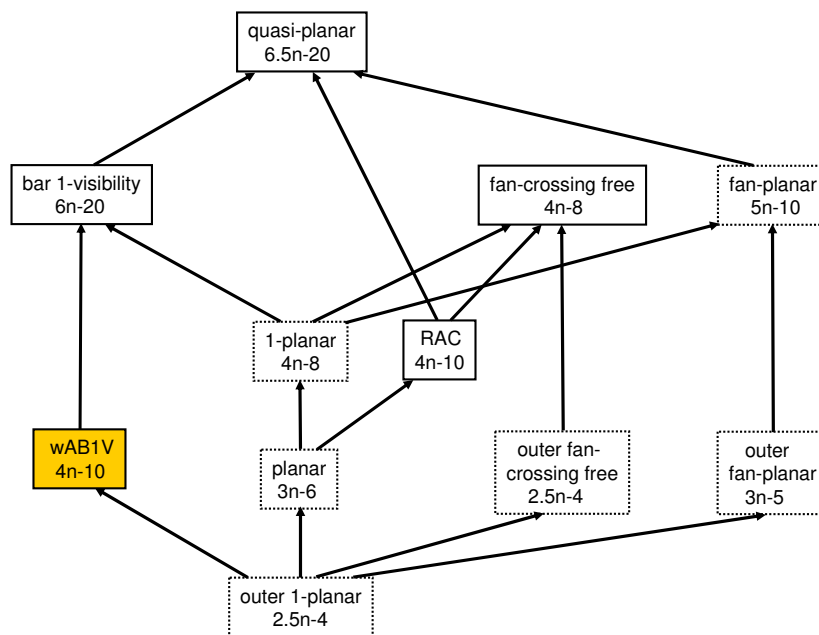 quasi-planar
6.5n-20
bar 1-visibility
6n-20
fan-crossing free
4n-8
fan-planar
5n-10
1-planar
4n-8
RAC
4n-10
wAB1V
4n-10
planar
3n-6
outer fan-
crossing free
2.5n-4
outer
fan-planar
3n-5
outer 1-planar
2.5n-4